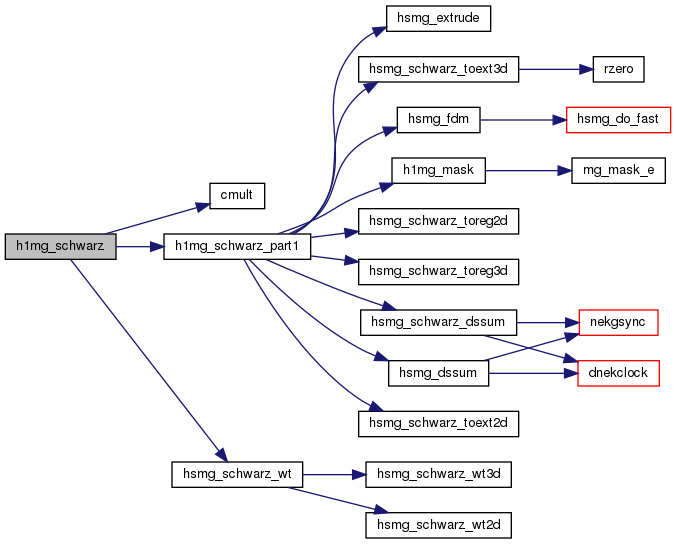 hsmg_extrude
hsmg_schwarz_toext3d
rzero
hsmg_fdm
hsmg_do_fast
h1mg_mask
mg_mask_e
cmult
hsmg_schwarz_toreg2d
h1mg_schwarz
h1mg_schwarz_part1
hsmg_schwarz_toreg3d
hsmg_schwarz_dssum
nekgsync
hsmg_dssum
dnekclock
hsmg_schwarz_toext2d
hsmg_schwarz_wt
hsmg_schwarz_wt3d
hsmg_schwarz_wt2d